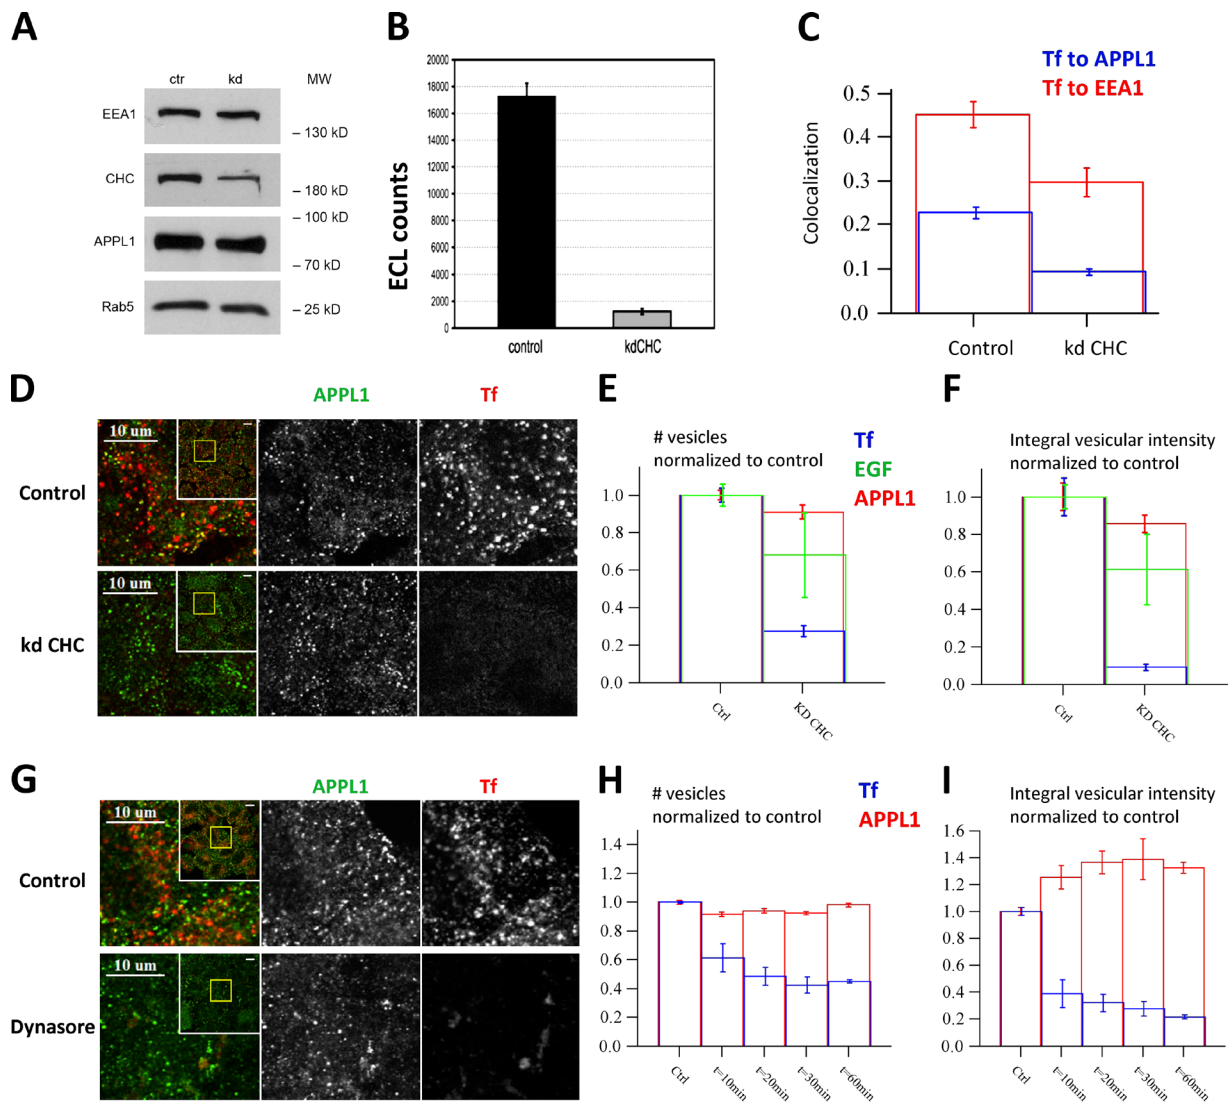 A
ctr kd MW
EEA1
– 130 kD
CHC
– 180 kD
– 100 kD
APPL1
– 70 kD
Rab5
– 25 kD
B
ECL counts
20000
18000
16000
14000
12000
10000
8000
6000
4000
2000
0
control kdCHC
C
Tf to APPL1
Tf to EEA1
Colocalization
0.5
0.4
0.3
0.2
0.1
0.0
Control kd CHC
D
APPL1 Tf
10 um
Control
10 um
kd CHC
E
# vesicles
normalized to control
Tf
EGF
APPL1
1.0
0.8
0.6
0.4
0.2
0.0
Ctrl KD CHC
F
Integral vesicular intensity
normalized to control
1.0
0.8
0.6
0.4
0.2
0.0
Ctrl KD CHC
G
APPL1 Tf
10 um
Control
10 um
Dynasore
H
# vesicles
normalized to control
Tf
APPL1
1.4
1.2
1.0
0.8
0.6
0.4
0.2
0.0
Ctrl t=10min t=20min t=30min t=60min
I
Integral vesicular intensity
normalized to control
1.6
1.4
1.2
1.0
0.8
0.6
0.4
0.2
0.0
Ctrl t=10min t=20min t=30min t=60min